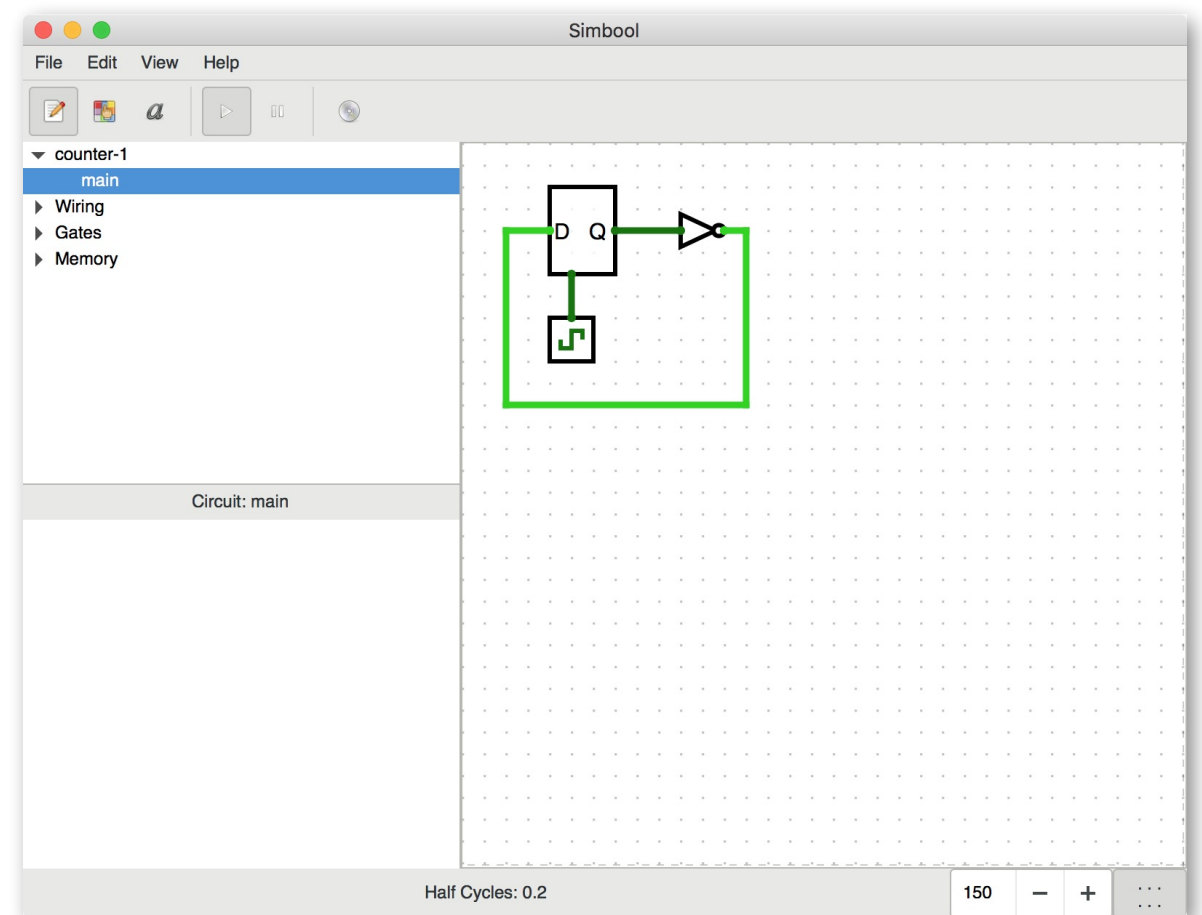 Simbool
File Edit View Help
a
counter-1
main
Wiring
Gates
Memory
D Q
Circuit: main
Half Cycles: 0.2
150 − +